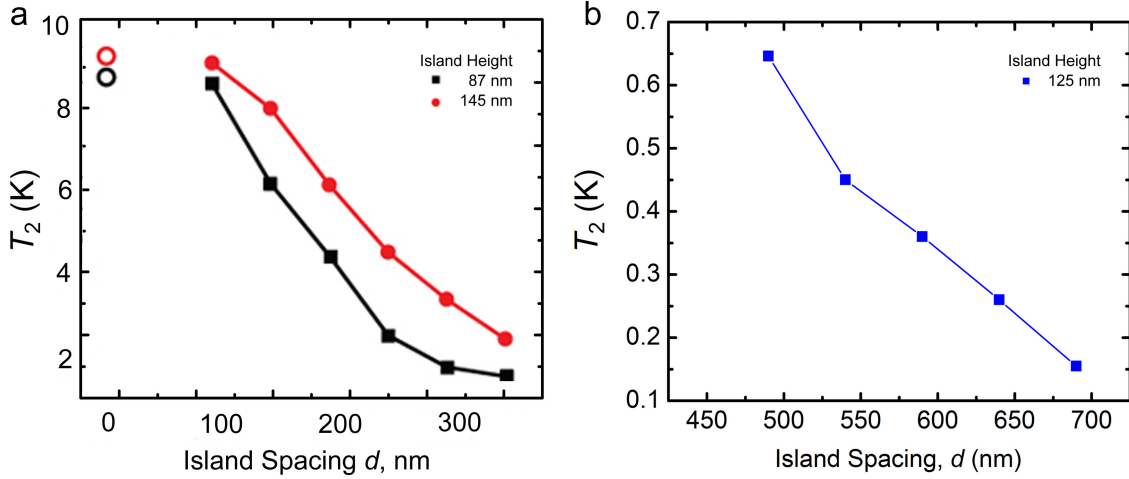 a
10
8
6
4
2
T2 (K)
Island Height
87 nm
145 nm
0
100
200
300
Island Spacing d, nm
b
0.7
0.6
0.5
0.4
0.3
0.2
0.1
T2 (K)
Island Height
125 nm
450
500
550
600
650
700
Island Spacing, d (nm)